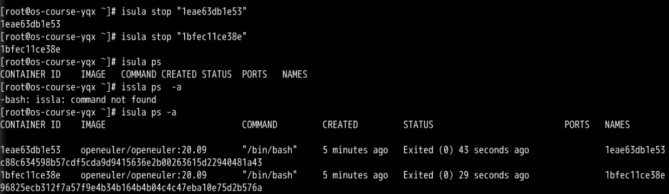 [root@os-course-yqx ~]# isula stop "1eae63db1e53"
1eae63db1e53
[root@os-course-yqx ~]# isula stop "1bfec11ce38e"
1bfec11ce38e
[root@os-course-yqx ~]# isula ps
CONTAINER ID IMAGE COMMAND CREATED STATUS PORTS NAMES
[root@os-course-yqx ~]# issla ps -a
-bash: issla: command not found
[root@os-course-yqx ~]# isula ps -a
CONTAINER ID IMAGE COMMAND CREATED STATUS PORTS NAMES
1eae63db1e53 openeuler/openeuler:20.09 "/bin/bash" 5 minutes ago Exited (0) 43 seconds ago 1eae63db1e53
c88c634598b57cdf5cda9d9415636e2b00263615d22940481a43
1bfec11ce38e openeuler/openeuler:20.09 "/bin/bash" 5 minutes ago Exited (0) 29 seconds ago 1bfec11ce38e
96825ecb312f7a57f9e4b34b164b4b04c4c47eba10e75d2b576a